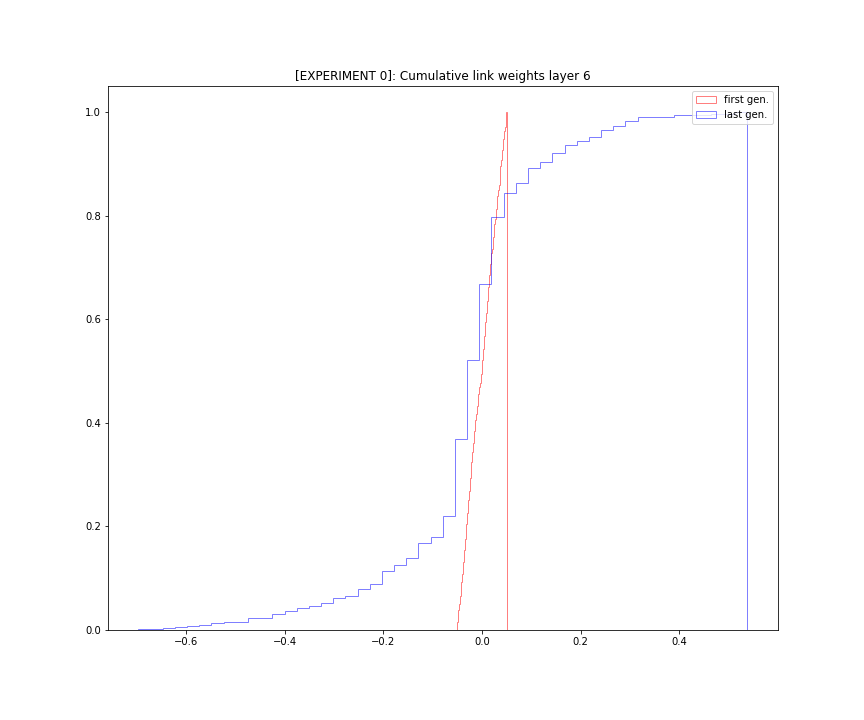 [EXPERIMENT 0]: Cumulative link weights layer 6
first gen.
last gen.
1.0
0.8
0.6
0.4
0.2
0.0
−0.6 −0.4 −0.2 0.0 0.2 0.4